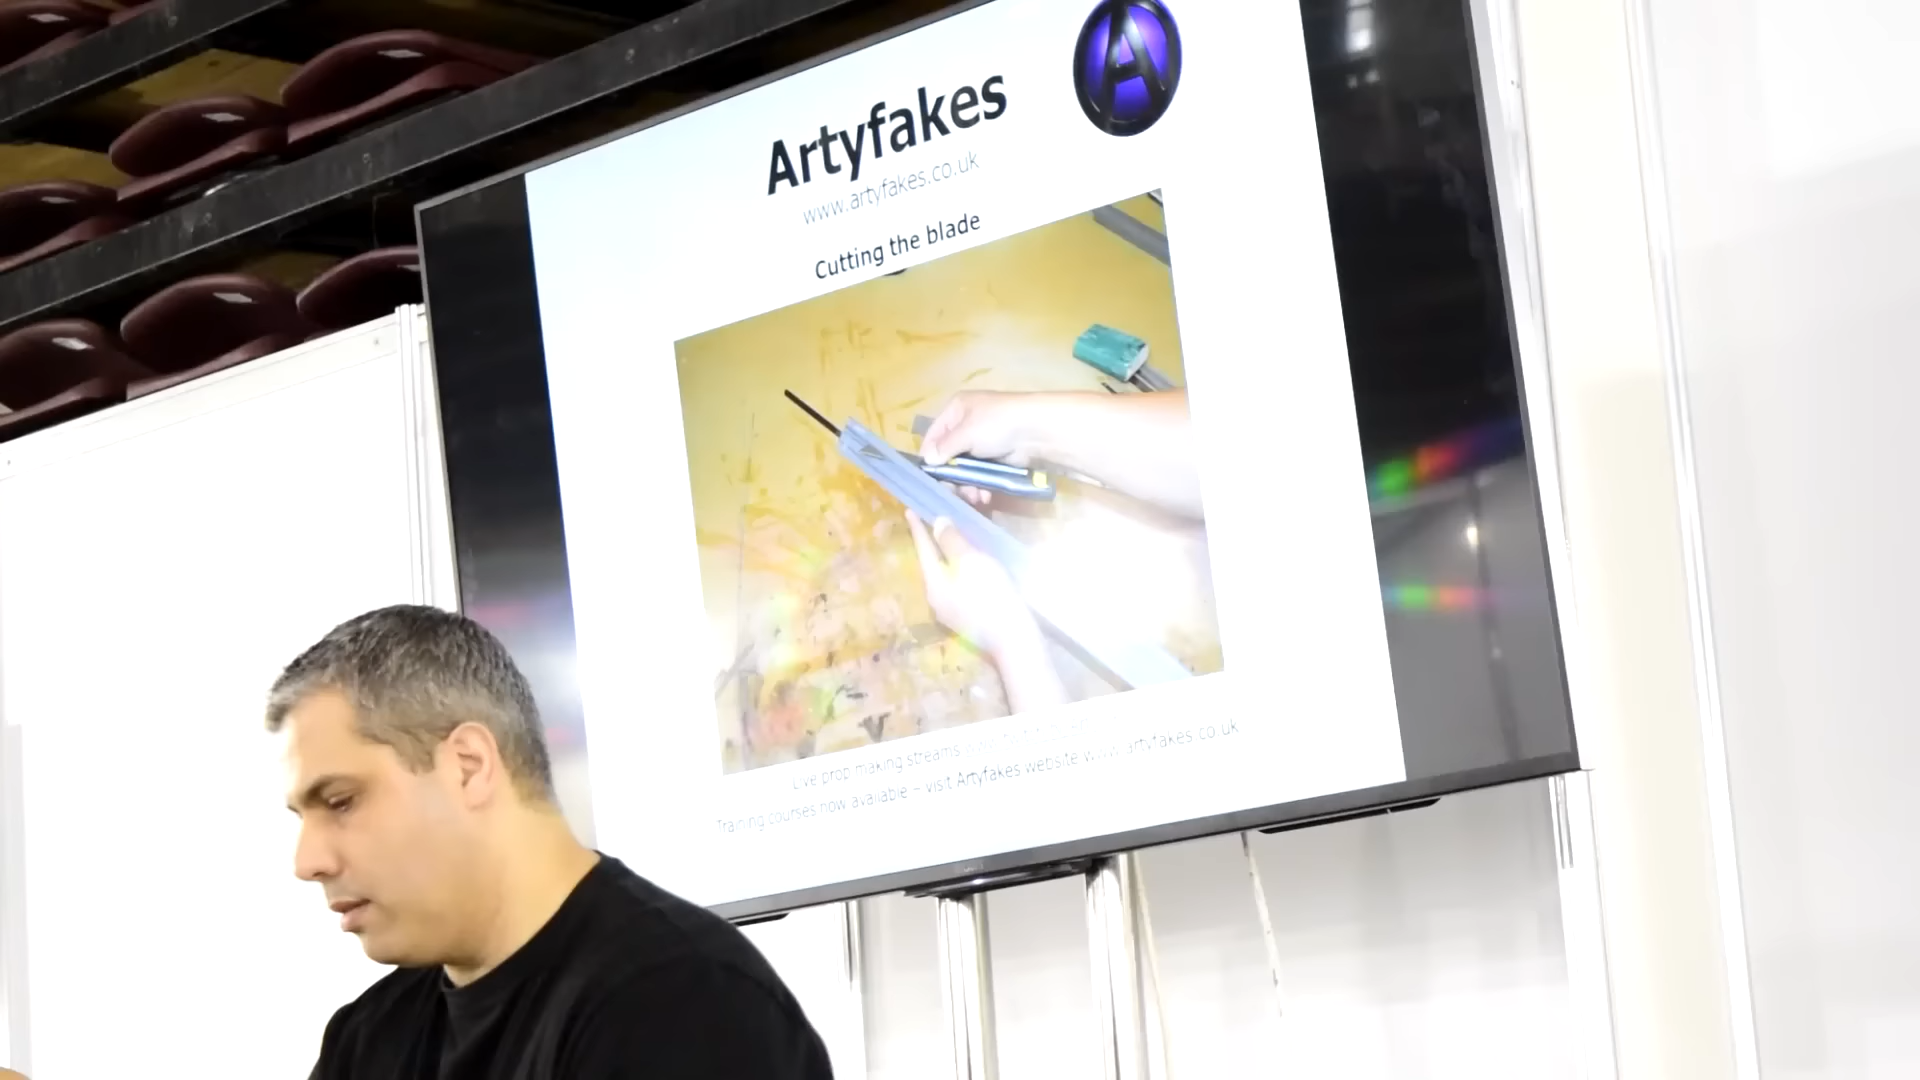 Artyfakes
www.artyfakes.co.uk
Cutting the blade
Live prop making streams
Training courses now available – visit Artyfakes website www.artyfakes.co.uk